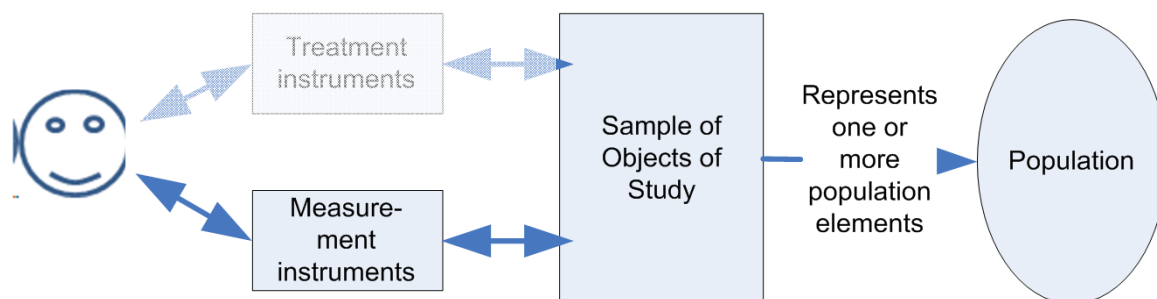 Treatment
instruments
Measure-
ment
instruments
Sample of
Objects of
Study
Represents
one or
more
population
elements
Population